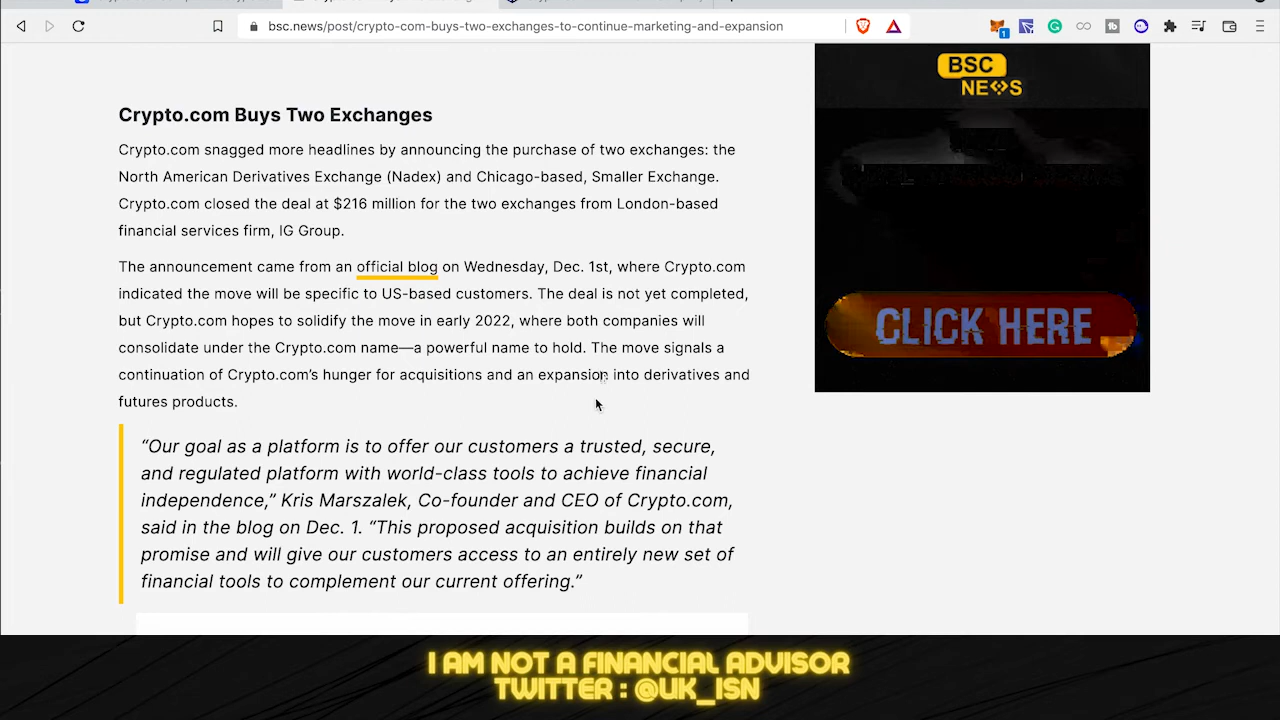 bsc.news/post/crypto-com-buys-two-exchanges-to-continue-marketing-and-expansion
1
BSC
NEWS
Crypto.com Buys Two Exchanges
Crypto.com snagged more headlines by announcing the purchase of two exchanges: the
North American Derivatives Exchange (Nadex) and Chicago-based, Smaller Exchange.
Crypto.com closed the deal at $216 million for the two exchanges from London-based
financial services firm, IG Group.
The announcement came from an official blog on Wednesday, Dec. 1st, where Crypto.com
indicated the move will be specific to US-based customers. The deal is not yet completed,
but Crypto.com hopes to solidify the move in early 2022, where both companies will
consolidate under the Crypto.com name—a powerful name to hold. The move signals a
continuation of Crypto.com’s hunger for acquisitions and an expansion into derivatives and
futures products.
CLICK HERE
“Our goal as a platform is to offer our customers a trusted, secure,
and regulated platform with world-class tools to achieve financial
independence,” Kris Marszalek, Co-founder and CEO of Crypto.com,
said in the blog on Dec. 1. “This proposed acquisition builds on that
promise and will give our customers access to an entirely new set of
financial tools to complement our current offering.”
I AM NOT A FINANCIAL ADVISOR
TWITTER : @UK_ISN